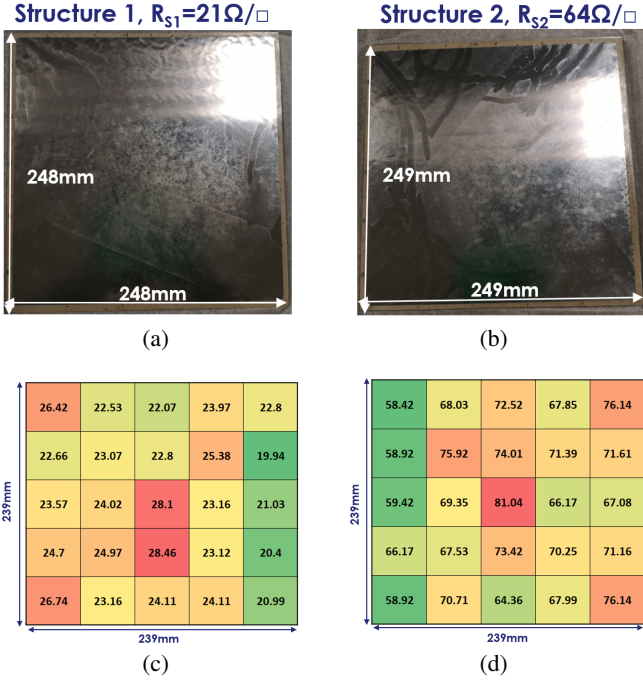 Structure 1, R_S1=21Ω/□
Structure 2, R_S2=64Ω/□
248mm
248mm
249mm
249mm
(a)
(b)
239mm
26.42 22.53 22.07 23.97 22.8
22.66 23.07 22.8 25.38 19.94
23.57 24.02 28.1 23.16 21.03
24.7 24.97 28.46 23.12 20.4
26.74 23.16 24.11 24.11 20.99
239mm
(c)
239mm
58.42 68.03 72.52 67.85 76.14
58.92 75.92 74.01 71.39 71.61
59.42 69.35 81.04 66.17 67.08
66.17 67.53 73.42 70.25 71.16
58.92 70.71 64.36 67.99 76.14
239mm
(d)